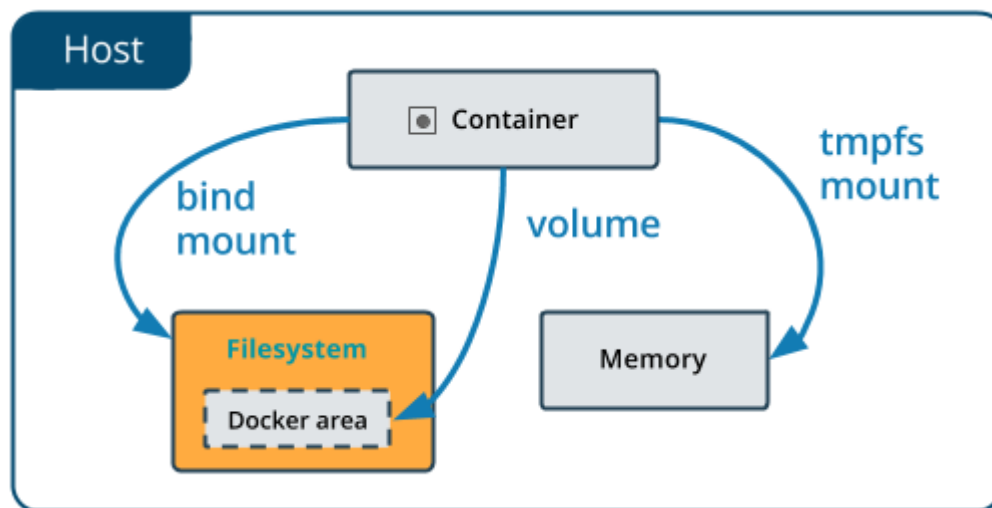 Host
Container
bind
mount
volume
tmpfs
mount
Filesystem
Docker area
Memory